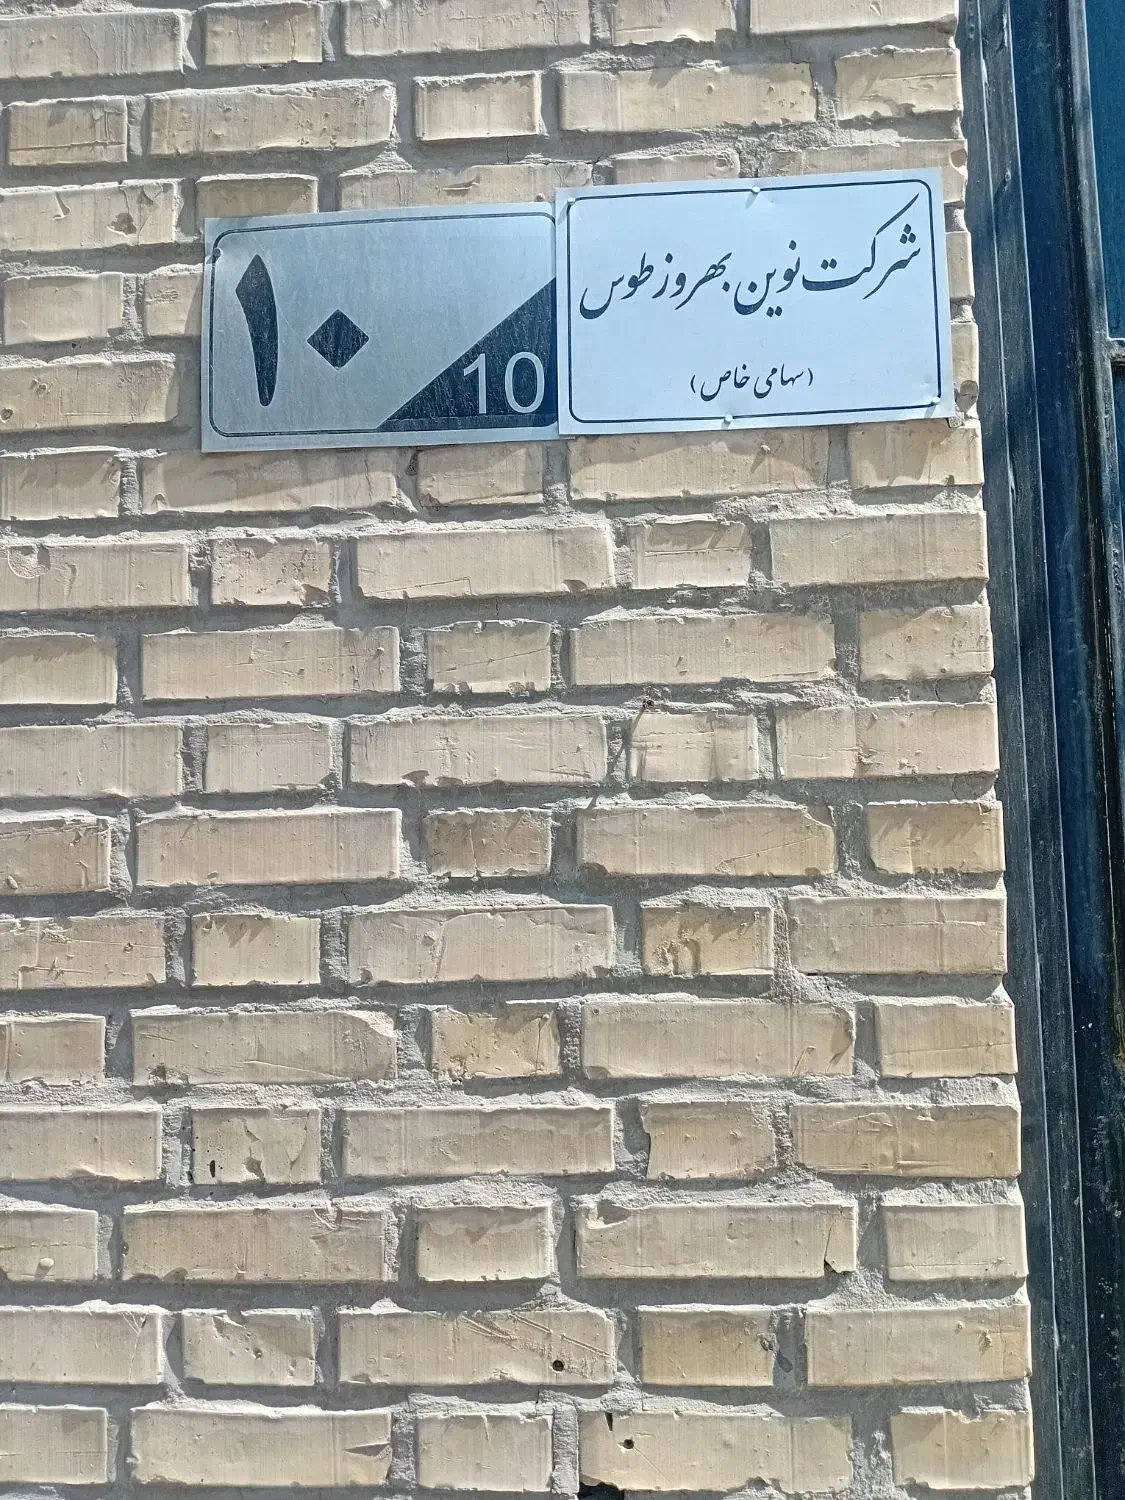 شرکت نوین بهروز طوس
(سهامی خاص)
۱۰
10